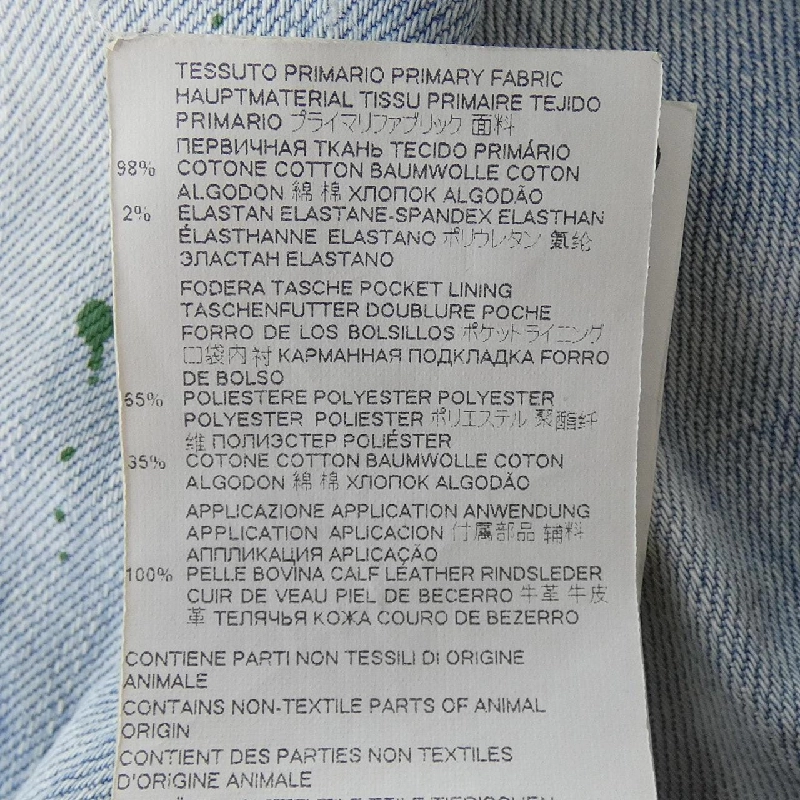 TESSUTO PRIMARIO PRIMARY FABRIC
HAUPTMATERIAL TISSU PRIMAIRE TEJIDO
PRIMARIO プライマリファブリック 面料
ПЕРВИЧНАЯ ТКАНЬ TECIDO PRIMÁRIO
98% COTONE COTTON BAUMWOLLE COTON
ALGODON 綿 棉 ХЛОПОК ALGODÃO
2% ELASTAN ELASTANE-SPANDEX ELASTHAN
ÉLASTHANNE ELASTANO ポリウレタン 氨纶
ЭЛАСТАН ELASTANO
FODERA TASCHE POCKET LINING
TASCHENFUTTER DOUBLURE POCHE
FORRO DE LOS BOLSILLOS ポケットライニング
口袋内衬 КАРМАННАЯ ПОДКЛАДКА FORRO
DE BOLSO
65% POLIESTERE POLYESTER POLYESTER
POLYESTER POLIESTER ポリエステル 聚酯纤
维 ПОЛИЭСТЕР POLIÉSTER
35% COTONE COTTON BAUMWOLLE COTON
ALGODON 綿 棉 ХЛОПОК ALGODÃO
APPLICAZIONE APPLICATION ANWENDUNG
APPLICATION APLICACION 付属部品 辅料
АППЛИКАЦИЯ APLICAÇÃO
100% PELLE BOVINA CALF LEATHER RINDSLEDER
CUIR DE VEAU PIEL DE BECERRO 牛革 牛皮
革 ТЕЛЯЧЬЯ КОЖА COURO DE BEZERRO
CONTIENE PARTI NON TESSILI DI ORIGINE
ANIMALE
CONTAINS NON-TEXTILE PARTS OF ANIMAL
ORIGIN
CONTIENT DES PARTIES NON TEXTILES
D'ORIGINE ANIMALE